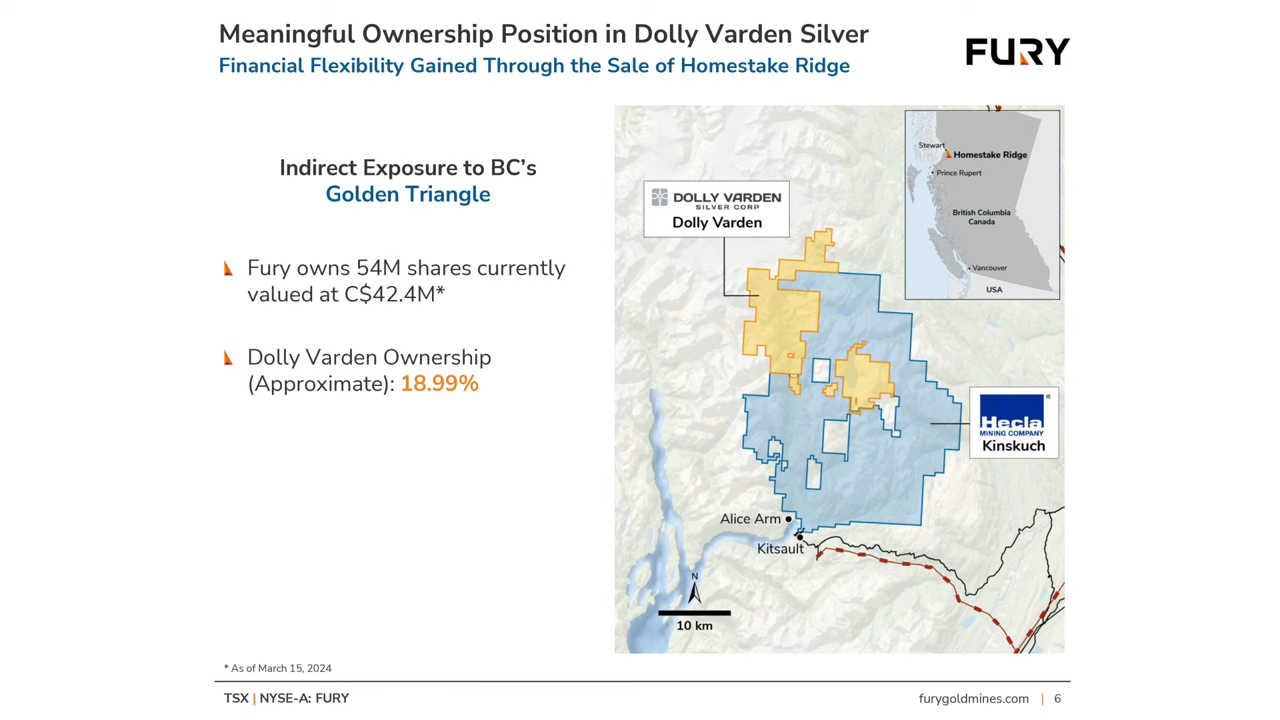 Meaningful Ownership Position in Dolly Varden Silver
Financial Flexibility Gained Through the Sale of Homestake Ridge
FURY
Indirect Exposure to BC’s
Golden Triangle
Fury owns 54M shares currently
valued at C$42.4M*
Dolly Varden Ownership
(Approximate): 18.99%
DOLLY VARDEN
SILVER CORP
Dolly Varden
Stewart
Homestake Ridge
Prince Rupert
British Columbia
Canada
Vancouver
USA
Hecla
®
MINING COMPANY
Kinskuch
Alice Arm
Kitsault
N
10 km
* As of March 15, 2024
TSX | NYSE-A: FURY
furygoldmines.com | 6